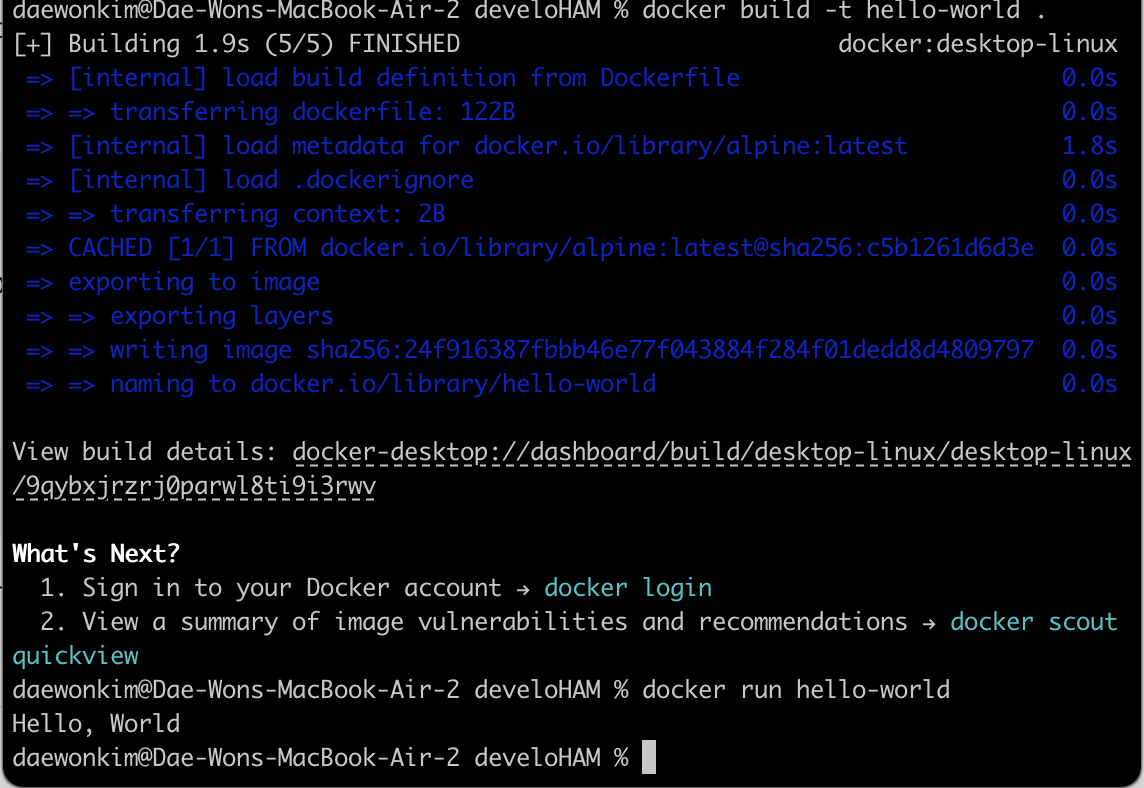 daewonkim@Dae-Wons-MacBook-Air-2 develoHAM % docker build -t hello-world .
[+] Building 1.9s (5/5) FINISHED docker:desktop-linux
=> [internal] load build definition from Dockerfile 0.0s
=> => transferring dockerfile: 122B 0.0s
=> [internal] load metadata for docker.io/library/alpine:latest 1.8s
=> [internal] load .dockerignore 0.0s
=> => transferring context: 2B 0.0s
=> CACHED [1/1] FROM docker.io/library/alpine:latest@sha256:c5b1261d6d3e 0.0s
=> exporting to image 0.0s
=> => exporting layers 0.0s
=> => writing image sha256:24f916387fbbb46e77f043884f284f01dedd8d4809797 0.0s
=> => naming to docker.io/library/hello-world 0.0s
View build details: docker-desktop://dashboard/build/desktop-linux/desktop-linux
/9qybxjrzrj0parwl8ti9i3rwv
What's Next?
1. Sign in to your Docker account → docker login
2. View a summary of image vulnerabilities and recommendations → docker scout
quickview
daewonkim@Dae-Wons-MacBook-Air-2 develoHAM % docker run hello-world
Hello, World
daewonkim@Dae-Wons-MacBook-Air-2 develoHAM %